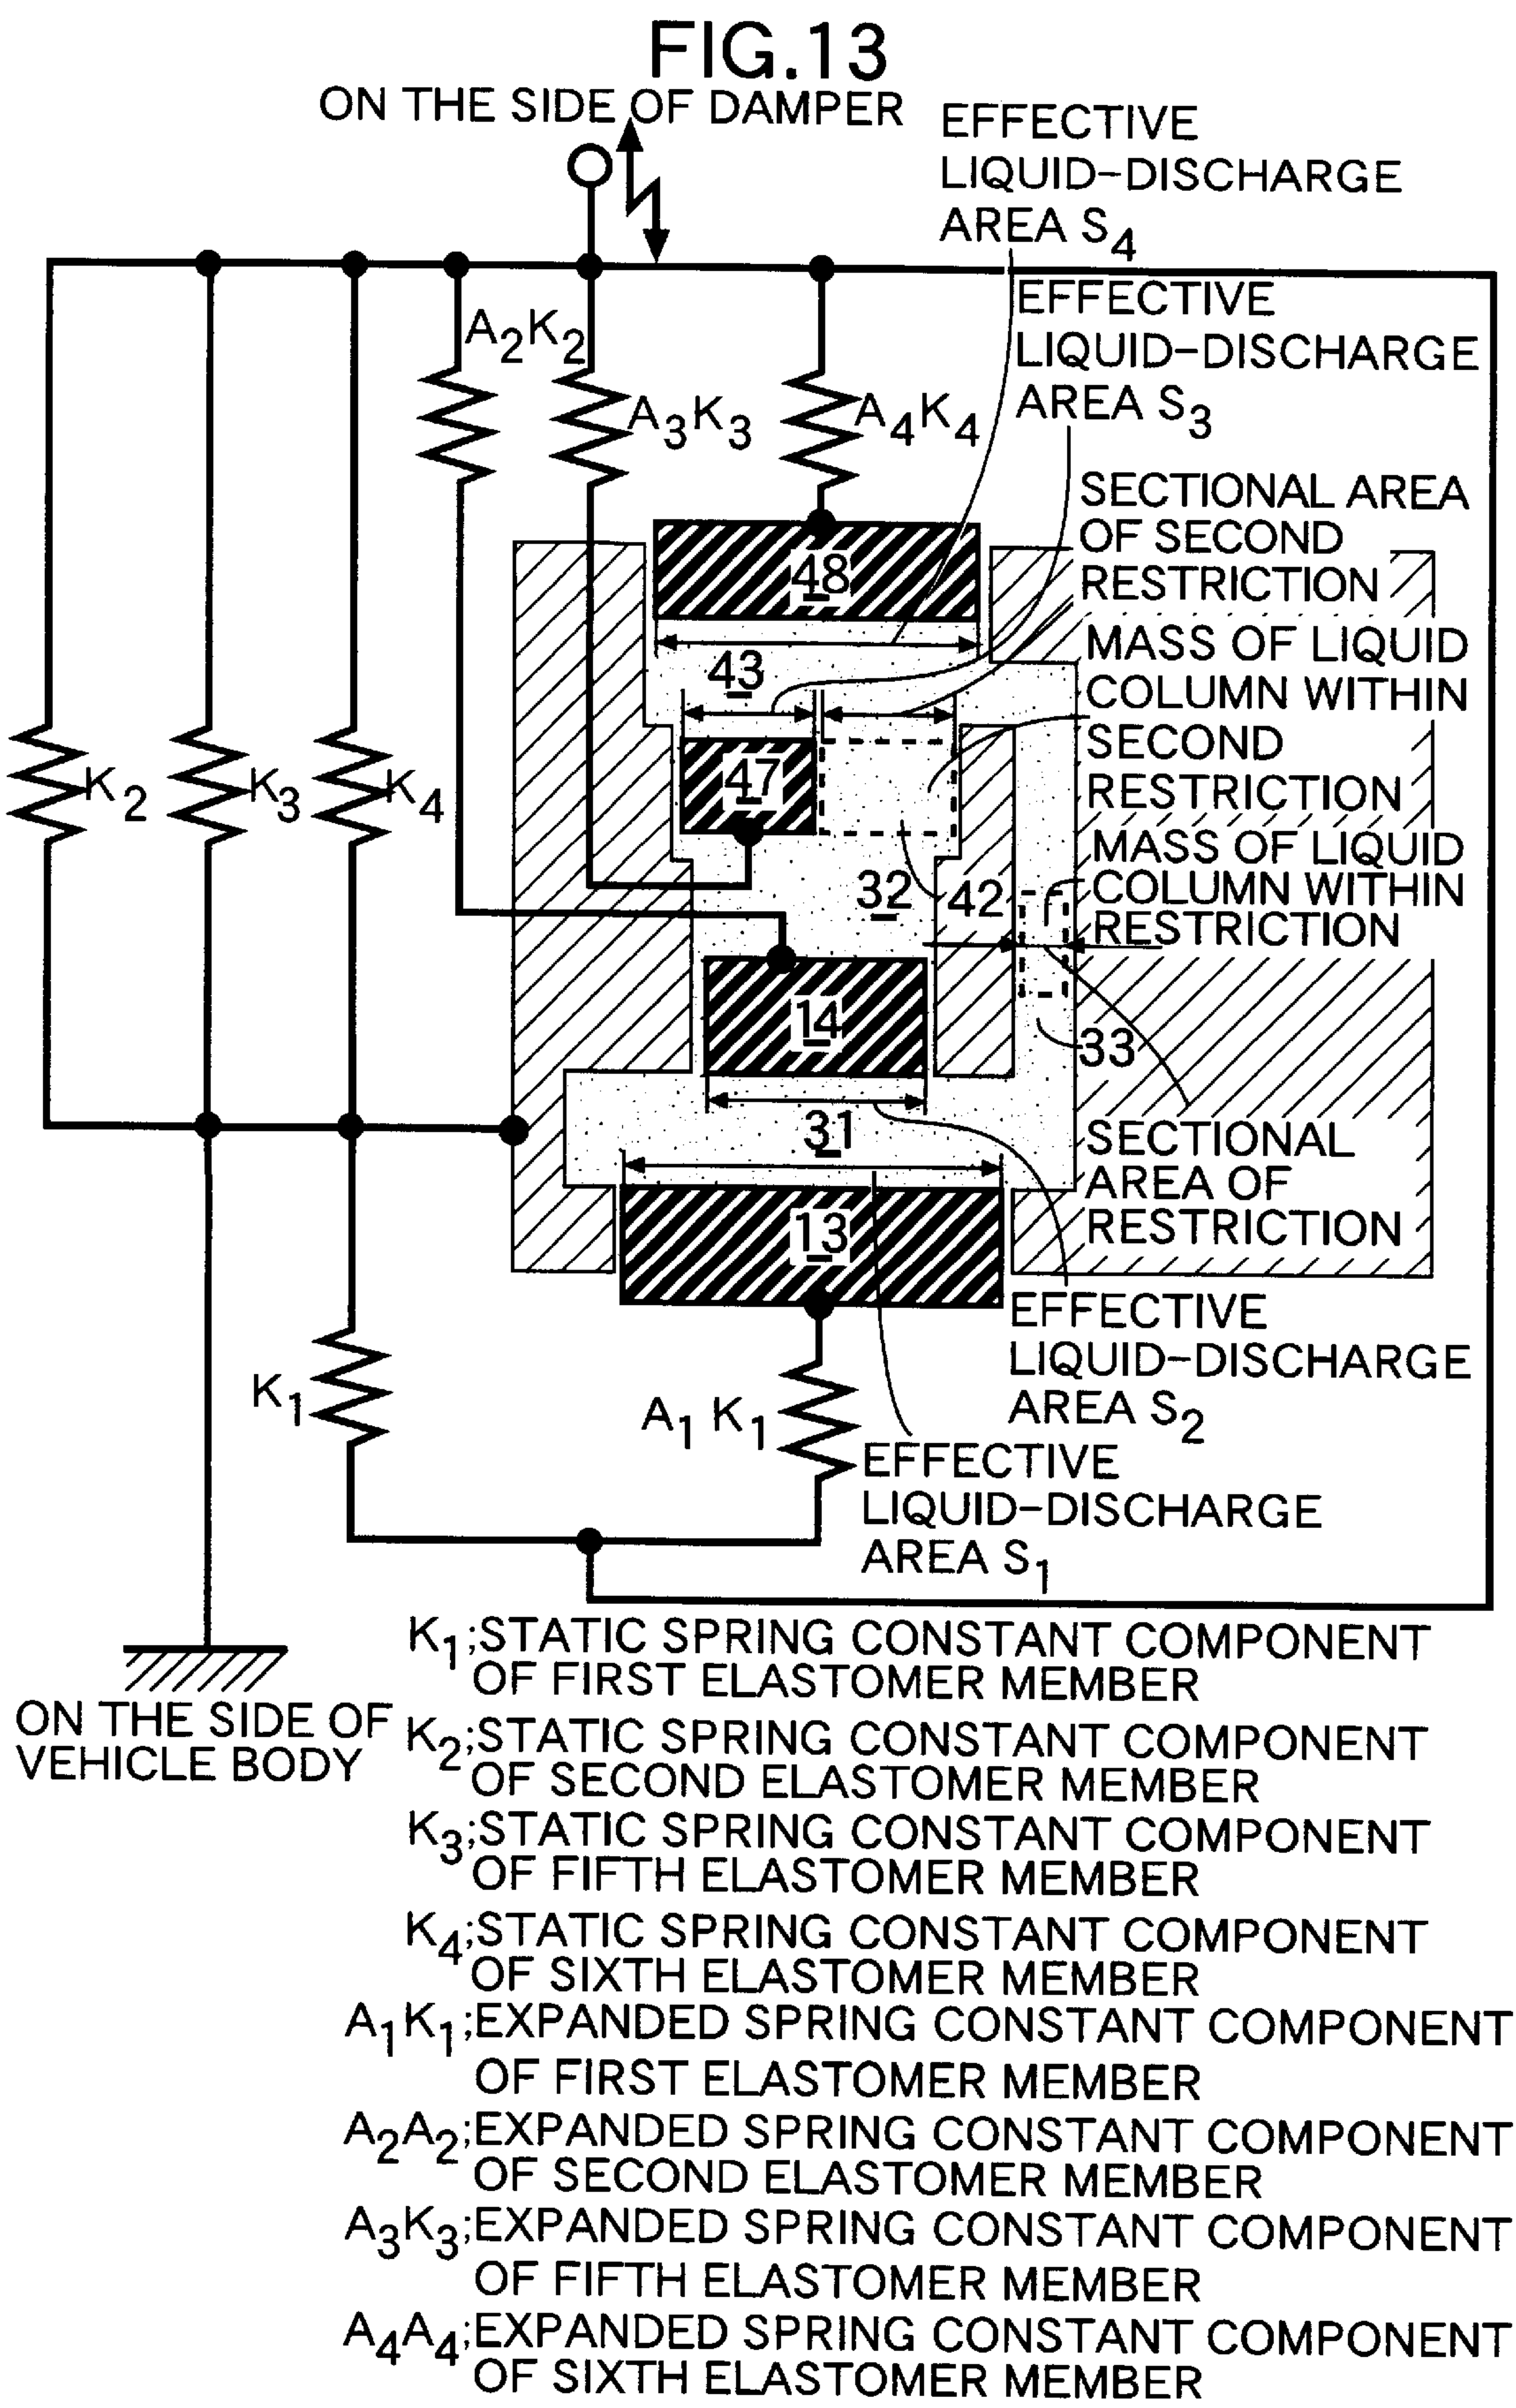 FIG.13
ON THE SIDE OF DAMPER
EFFECTIVE
LIQUID-DISCHARGE
AREA S4
EFFECTIVE
LIQUID-DISCHARGE
AREA S3
A2K2
A3K3
A4K4
SECTIONAL AREA
OF SECOND
RESTRICTION
48
MASS OF LIQUID
COLUMN WITHIN
SECOND
RESTRICTION
43
47
K2
K3
K4
MASS OF LIQUID
COLUMN WITHIN
RESTRICTION
32
42
14
33
31
SECTIONAL
AREA OF
RESTRICTION
13
EFFECTIVE
LIQUID-DISCHARGE
AREA S2
K1
A1 K1
EFFECTIVE
LIQUID-DISCHARGE
AREA S1
ON THE SIDE OF
VEHICLE BODY
K1;STATIC SPRING CONSTANT COMPONENT
OF FIRST ELASTOMER MEMBER
K2;STATIC SPRING CONSTANT COMPONENT
OF SECOND ELASTOMER MEMBER
K3;STATIC SPRING CONSTANT COMPONENT
OF FIFTH ELASTOMER MEMBER
K4;STATIC SPRING CONSTANT COMPONENT
OF SIXTH ELASTOMER MEMBER
A1K1;EXPANDED SPRING CONSTANT COMPONENT
OF FIRST ELASTOMER MEMBER
A2A2;EXPANDED SPRING CONSTANT COMPONENT
OF SECOND ELASTOMER MEMBER
A3K3;EXPANDED SPRING CONSTANT COMPONENT
OF FIFTH ELASTOMER MEMBER
A4A4;EXPANDED SPRING CONSTANT COMPONENT
OF SIXTH ELASTOMER MEMBER